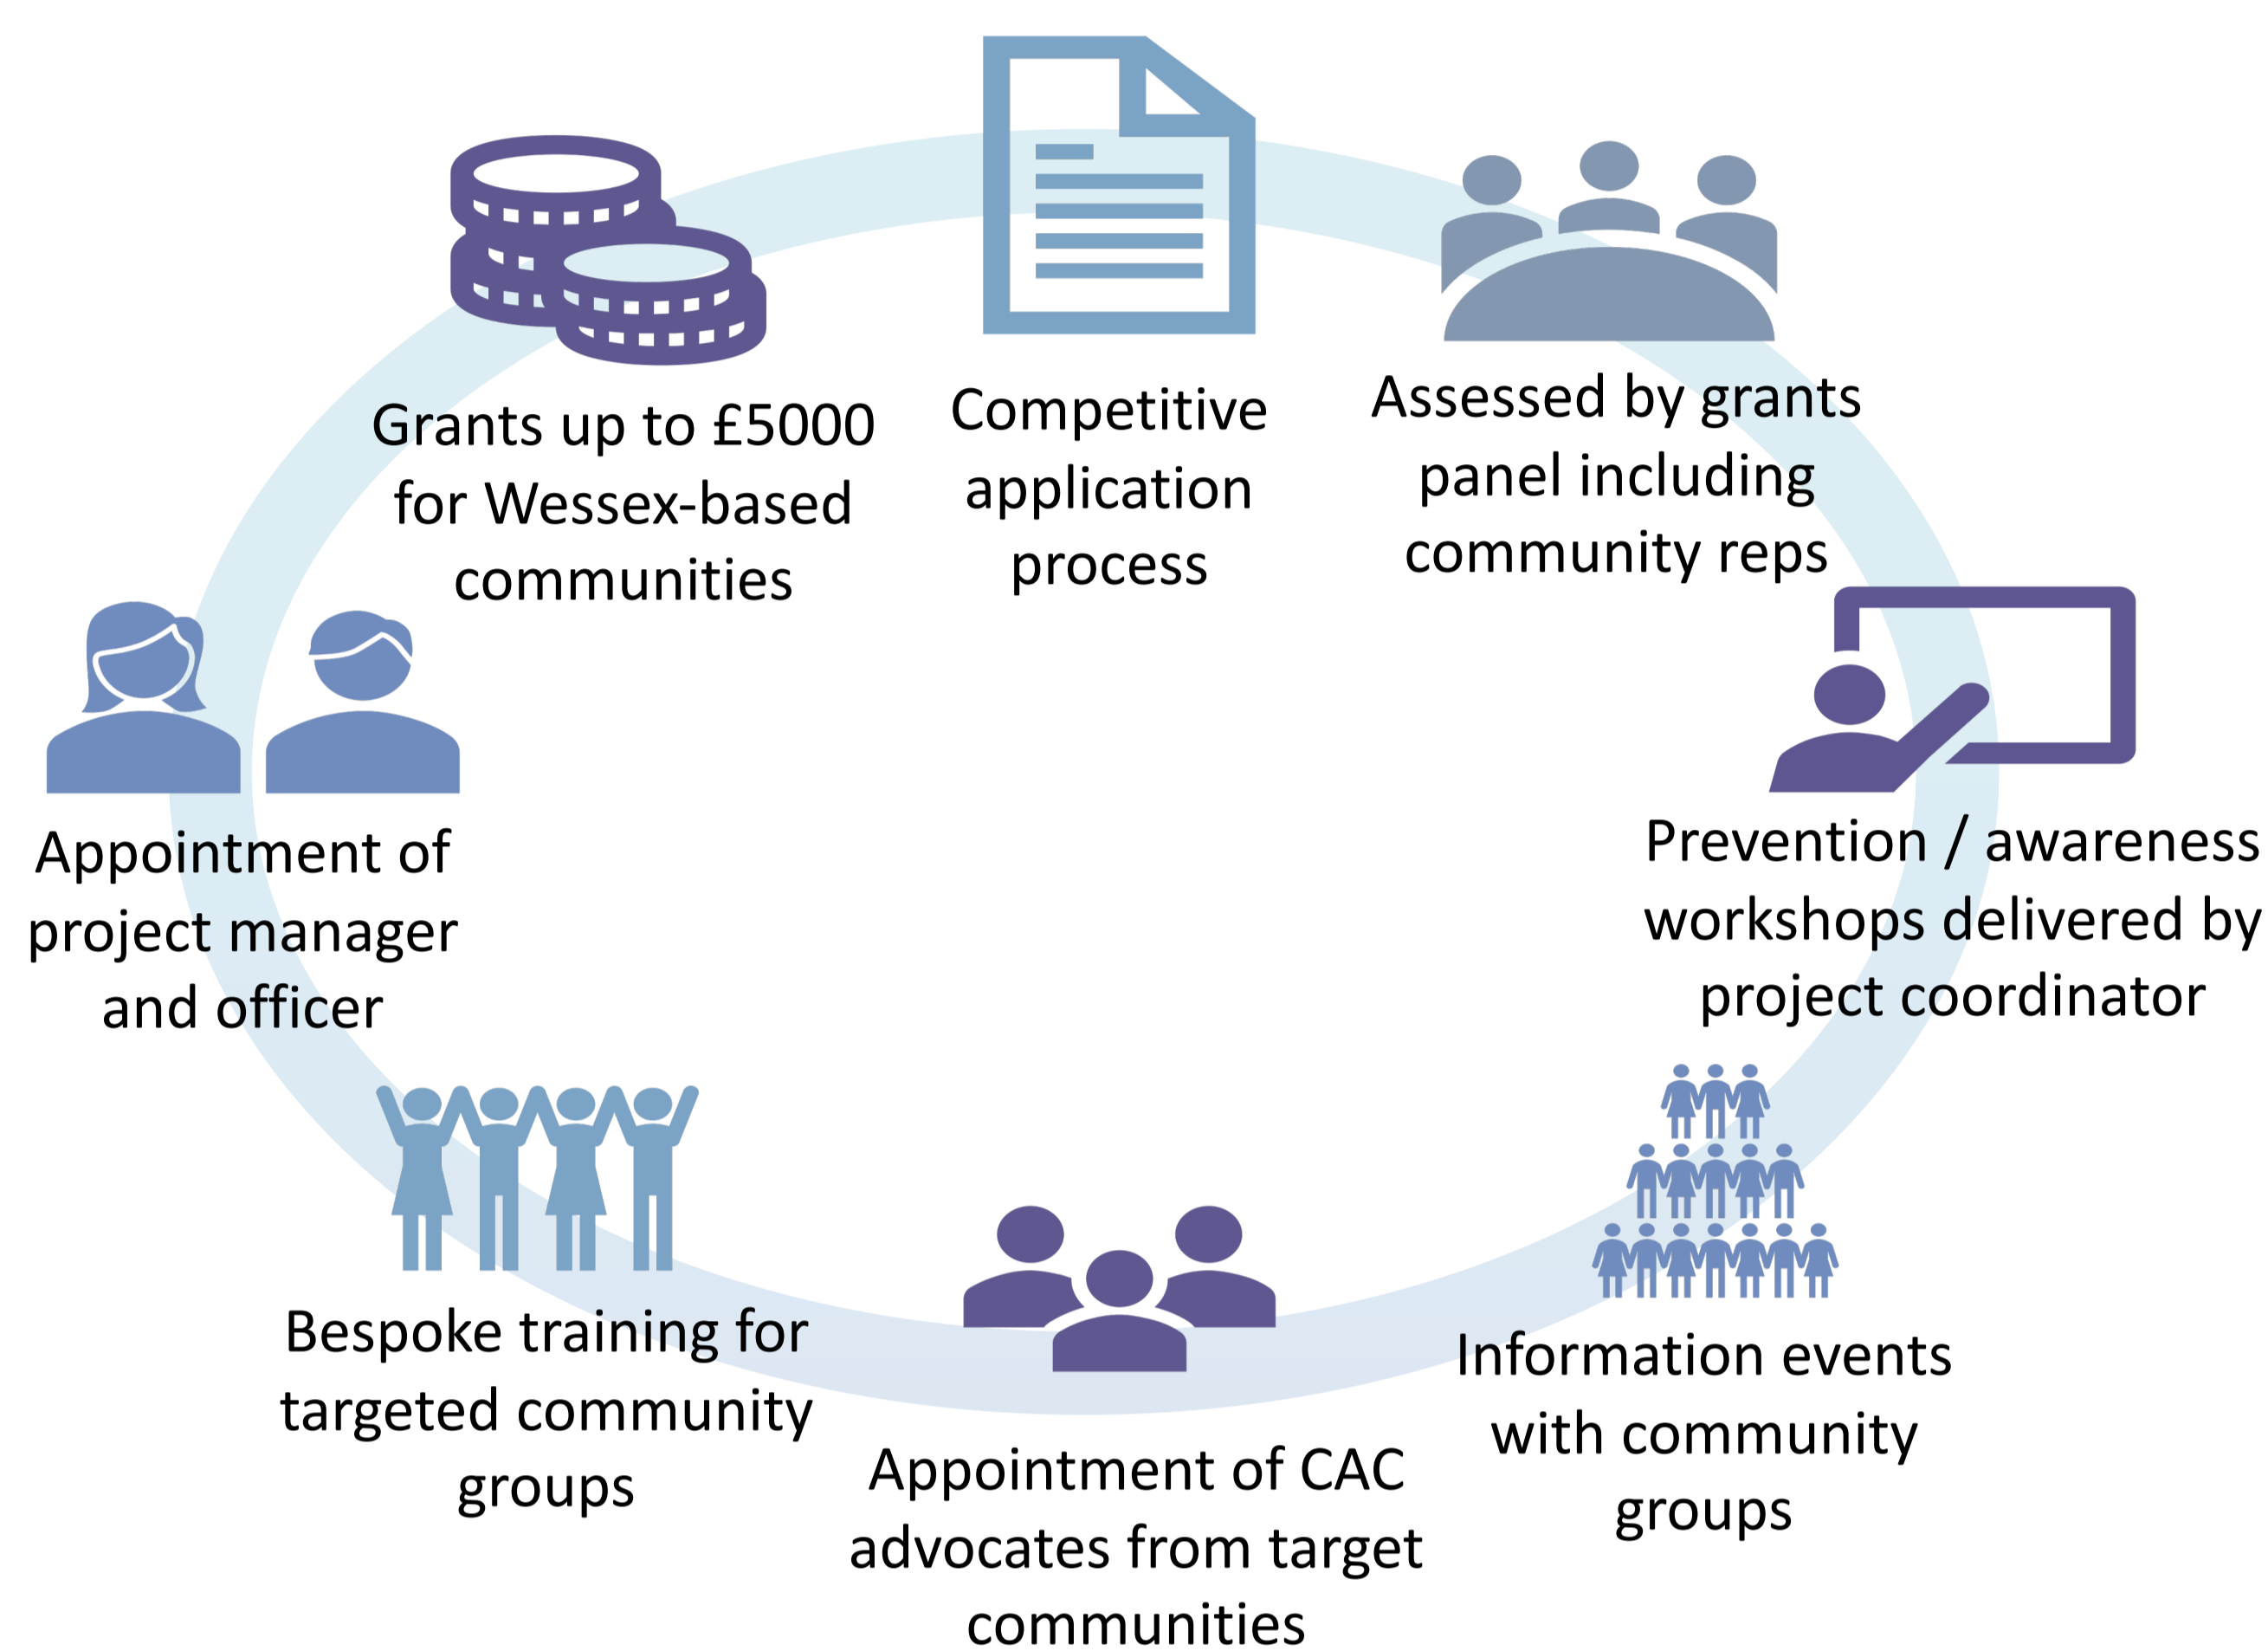 Grants up to £5000
for Wessex-based
communities
Competitive
application
process
Assessed by grants
panel including
community reps
Prevention / awareness
workshops delivered by
project coordinator
Information events
with community
groups
Appointment of CAC
advocates from target
communities
Bespoke training for
targeted community
groups
Appointment of
project manager
and officer